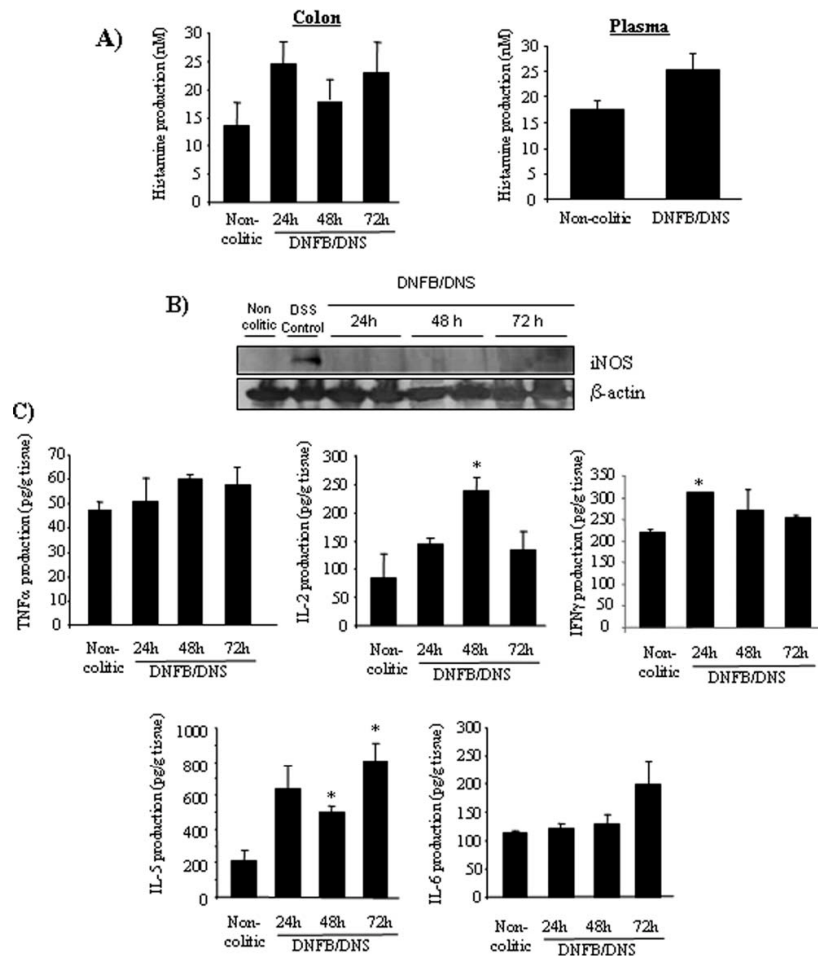 A)
Colon
Histamine production (nM)
30
25
20
15
10
5
0
Non-colitic 24h 48h 72h
DNFB/DNS
Plasma
Histamine production (nM)
30
25
20
15
10
5
0
Non-colitic DNFB/DNS
B)
DNFB/DNS
Non colitic DSS Control 24h 48 h 72 h
iNOS
β-actin
C)
TNFα production (pg/g tissue)
70
60
50
40
30
20
10
0
Non-colitic 24h 48h 72h
DNFB/DNS
IL-2 production (pg/g tissue)
300
250
200
150
100
50
0
*
Non-colitic 24h 48h 72h
DNFB/DNS
IFNγ production (pg/g tissue)
350
300
250
200
150
100
50
0
*
Non-colitic 24h 48h 72h
DNFB/DNS
IL-5 production (pg/g tissue)
1000
800
600
400
200
0
* *
Non-colitic 24h 48h 72h
DNFB/DNS
IL-6 production (pg/g tissue)
300
250
200
150
100
50
0
Non-colitic 24h 48h 72h
DNFB/DNS